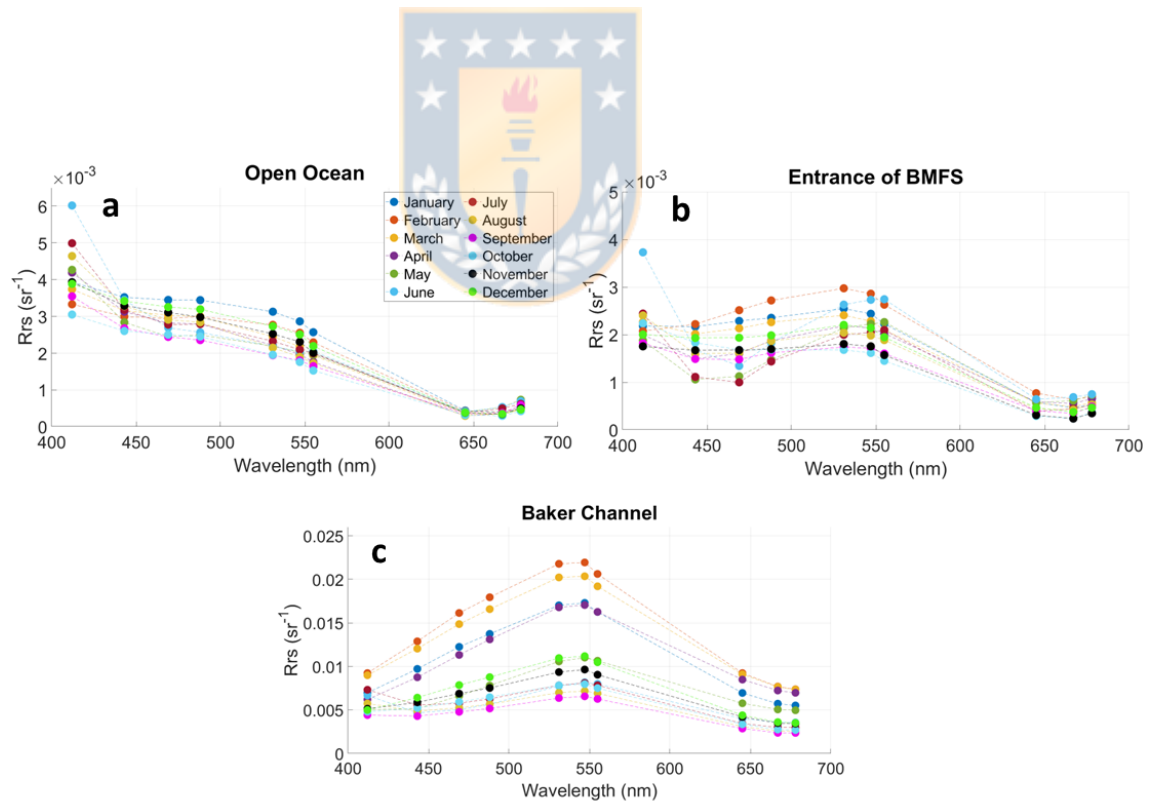 Open Ocean
×10⁻³
a
6
5
4
3
2
1
0
Rrs (sr⁻¹)
400 450 500 550 600 650 700
Wavelength (nm)
January July
February August
March September
April October
May November
June December
Entrance of BMFS
5 ×10⁻³
b
4
3
2
1
0
Rrs (sr⁻¹)
400 450 500 550 600 650 700
Wavelength (nm)
Baker Channel
c
0.025
0.02
0.015
0.01
0.005
0
Rrs (sr⁻¹)
400 450 500 550 600 650 700
Wavelength (nm)